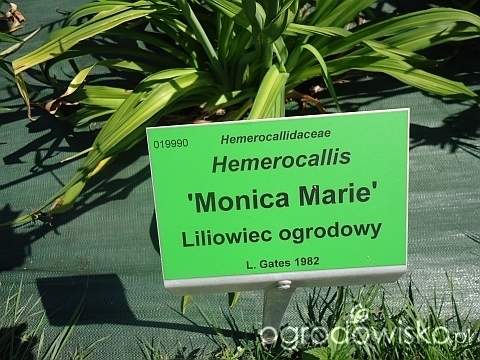 Hemerocallidaceae
019990
Hemerocallis
'Monica Marie'
Liliowiec ogrodowy
L. Gates 1982
ogrodowisko.pl